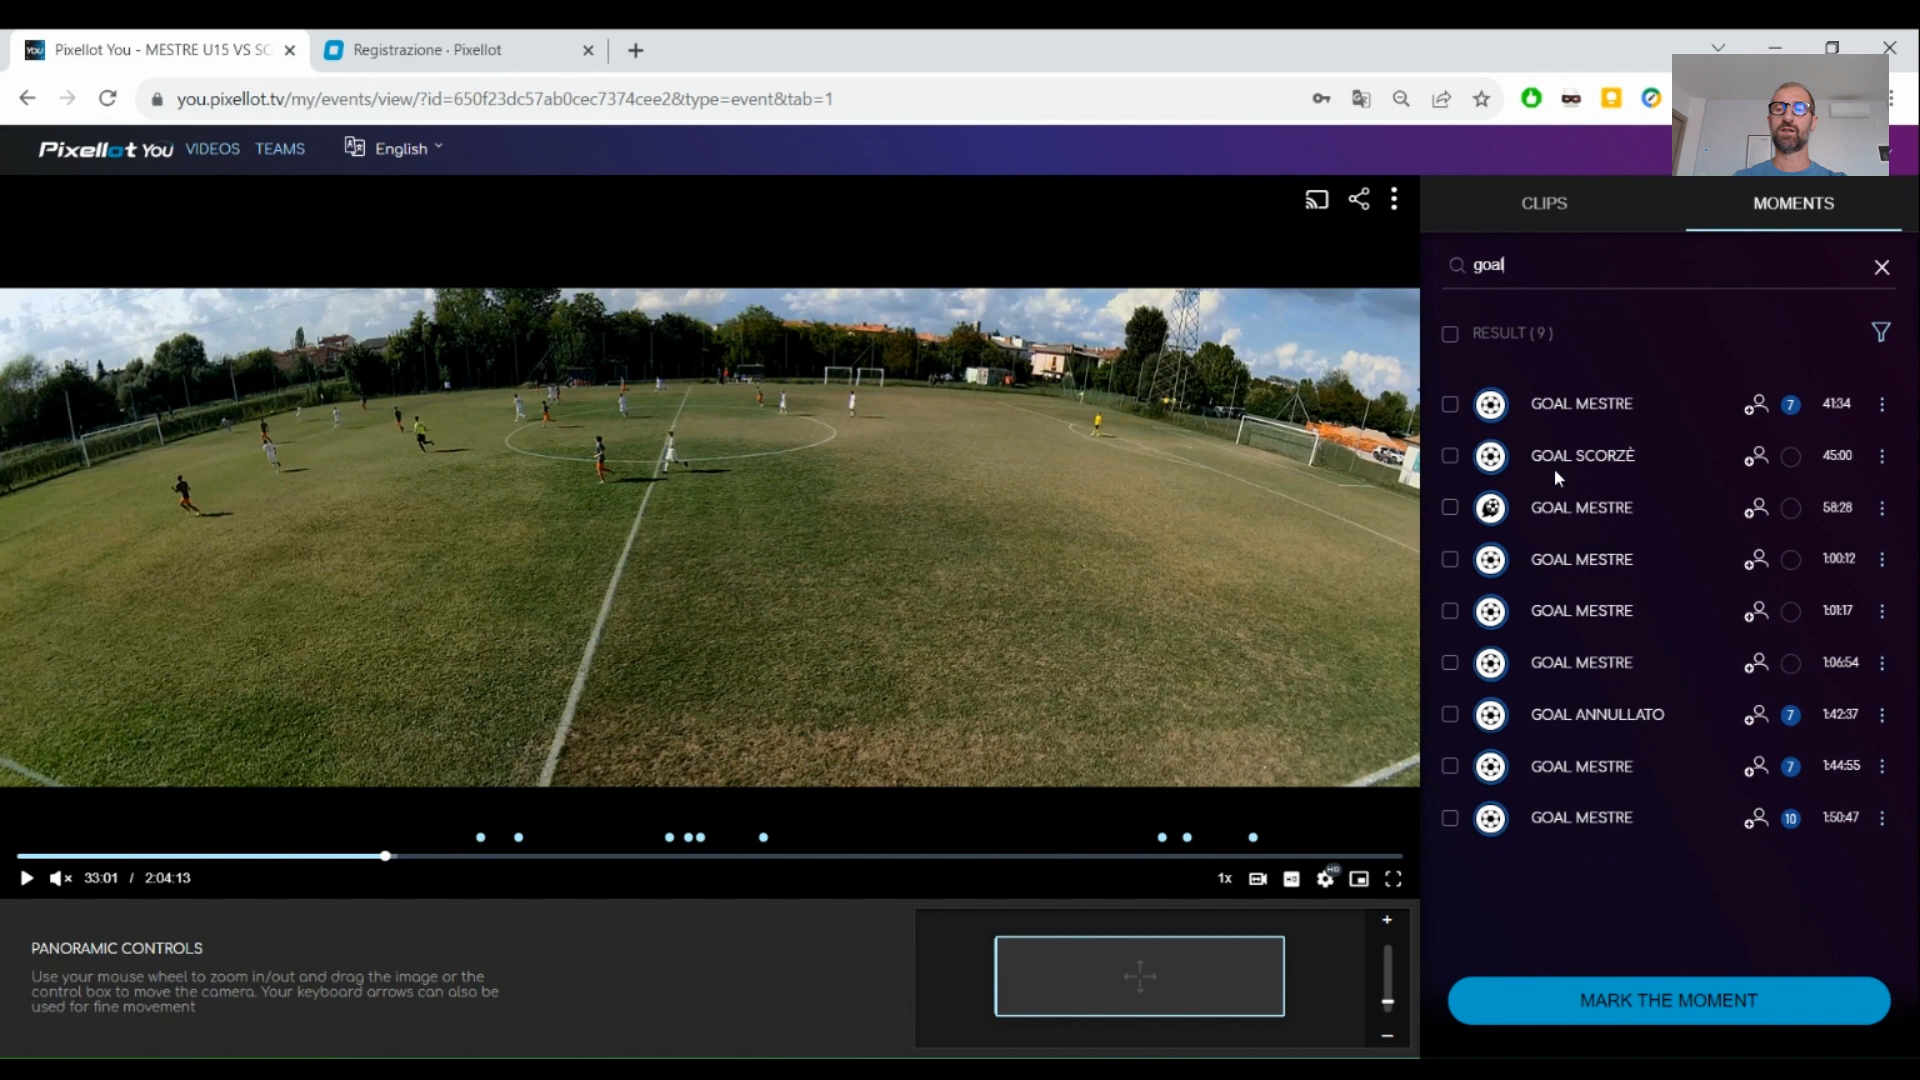 YOU Pixellot You - MESTRE U15 VS SC
Registrazione · Pixellot
you.pixellot.tv/my/events/view/?id=650f23dc57ab0cec7374cee2&type=event&tab=1
Pixellot You VIDEOS TEAMS English
CLIPS MOMENTS
goal
RESULT (9)
GOAL MESTRE 7 41:34
GOAL SCORZÈ 45:00
GOAL MESTRE 58:28
GOAL MESTRE 1:00:12
GOAL MESTRE 1:01:17
GOAL MESTRE 1:06:54
GOAL ANNULLATO 7 1:42:37
GOAL MESTRE 7 1:44:55
GOAL MESTRE 10 1:50:47
33:01 / 2:04:13
1x HD
PANORAMIC CONTROLS
Use your mouse wheel to zoom in/out and drag the image or the
control box to move the camera. Your keyboard arrows can also be
used for fine movement
MARK THE MOMENT